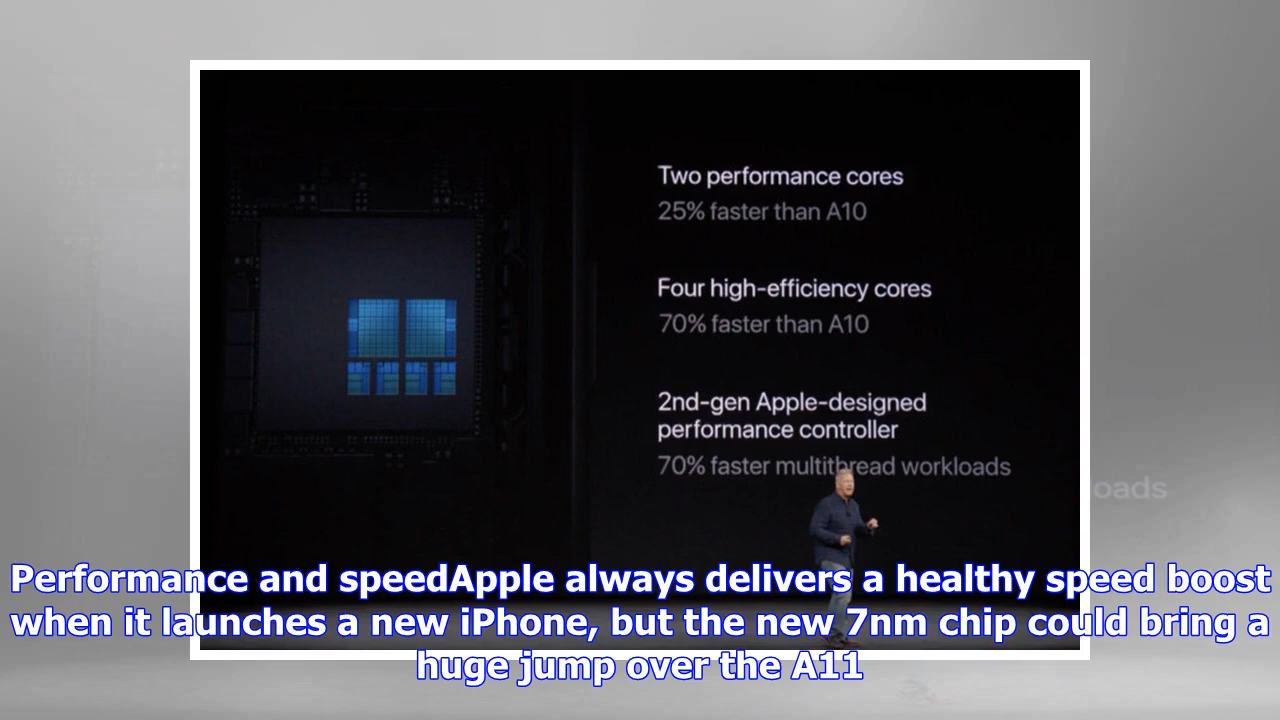 Two performance cores
25% faster than A10
Four high-efficiency cores
70% faster than A10
2nd-gen Apple-designed
performance controller
70% faster multithread workloads
oads
Performance and speedApple always delivers a healthy speed boost
when it launches a new iPhone, but the new 7nm chip could bring a
huge jump over the A11